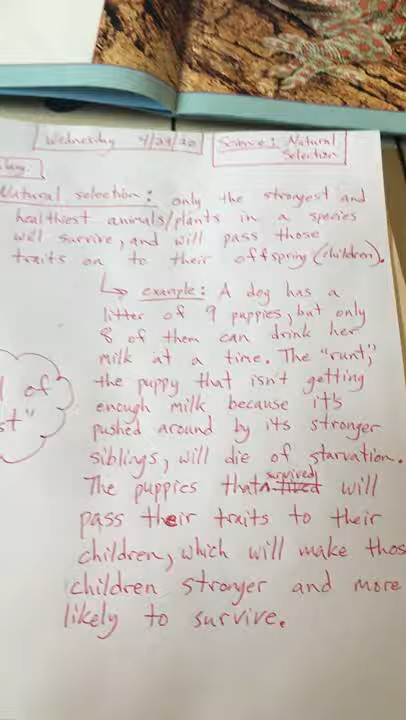 Wednesday 4/29/20
Science: Natural Selection
Natural selection: only the strongest and
healthiest animals/plants in a species
will survive, and will pass those
traits on to their offspring (children).
example: A dog has a
litter of 9 puppies, but only
8 of them can drink her
milk at a time. The "runt,"
the puppy that isn't getting
enough milk because it's
pushed around by its stronger
siblings, will die of starvation.
The puppies that survived will
pass their traits to their
children, which will make thos
children stronger and more
likely to survive.
of
st"